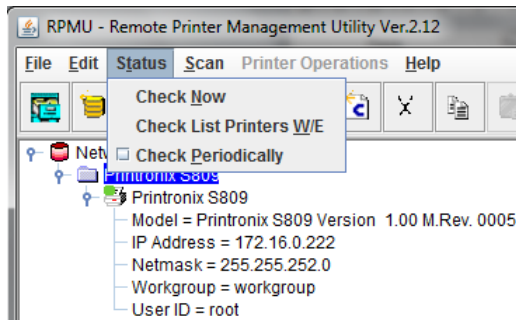 RPMU - Remote Printer Management Utility Ver.2.12
File Edit Status Scan Printer Operations Help
Check Now
Check List Printers W/E
Check Periodically
Netw
Printronix S809
Printronix S809
Model = Printronix S809 Version 1.00 M.Rev. 0005
IP Address = 172.16.0.222
Netmask = 255.255.252.0
Workgroup = workgroup
User ID = root